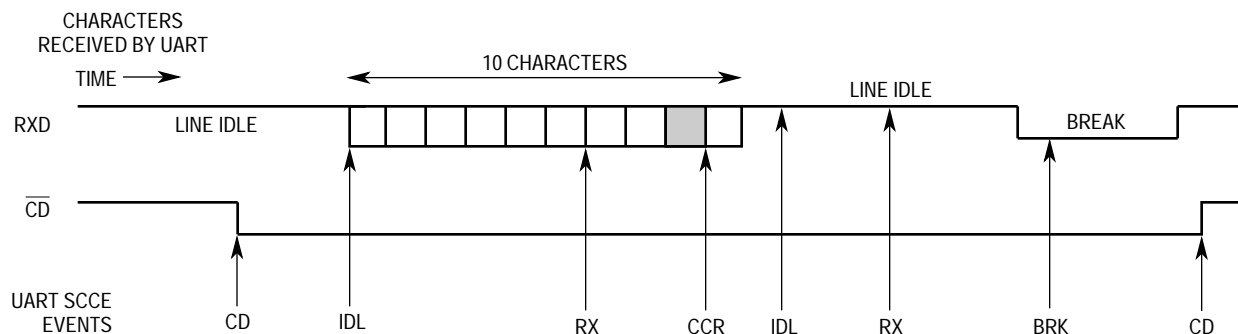 CHARACTERS
RECEIVED BY UART
TIME
10 CHARACTERS
LINE IDLE
RXD
LINE IDLE
BREAK
CD
UART SCCE
EVENTS
CD
IDL
RX
CCR
IDL
RX
BRK
CD